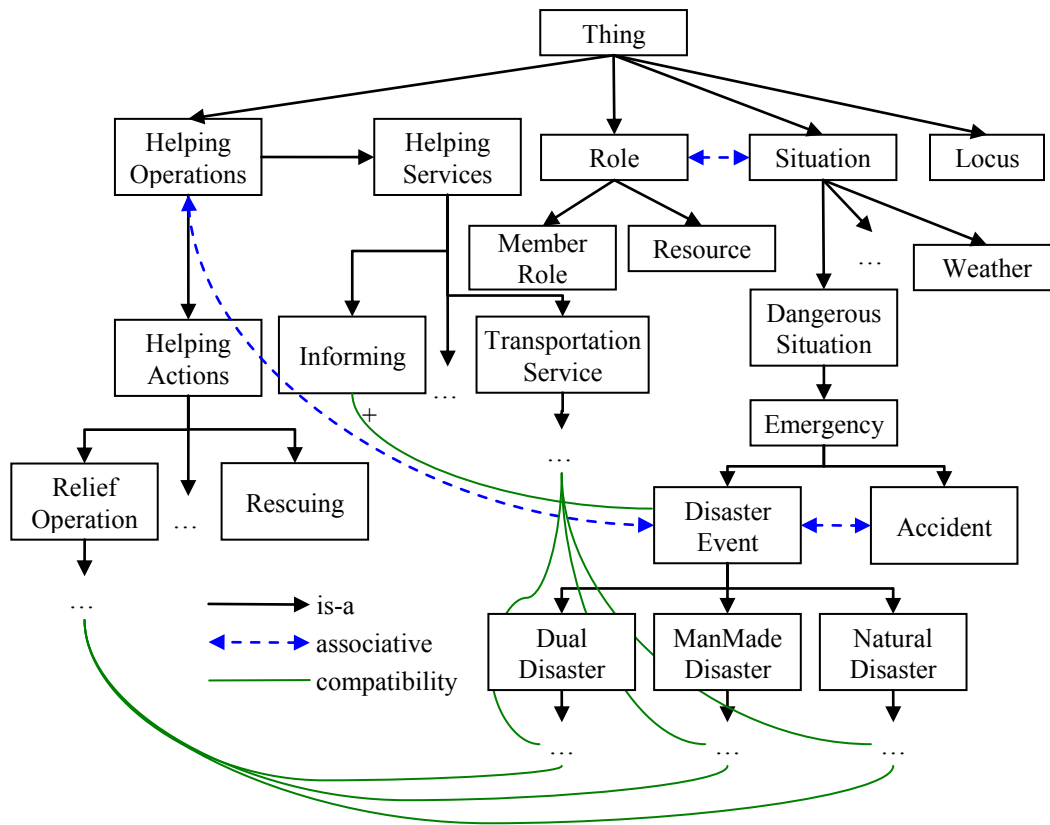 Thing
Helping
Operations
Helping
Services
Role
Situation
Locus
Member
Role
Resource
…
Weather
Helping
Actions
Informing
…
Transportation
Service
Dangerous
Situation
+
…
Emergency
Relief
Operation
…
Rescuing
Disaster
Event
Accident
…
is-a
associative
compatibility
Dual
Disaster
ManMade
Disaster
Natural
Disaster
…
…
…